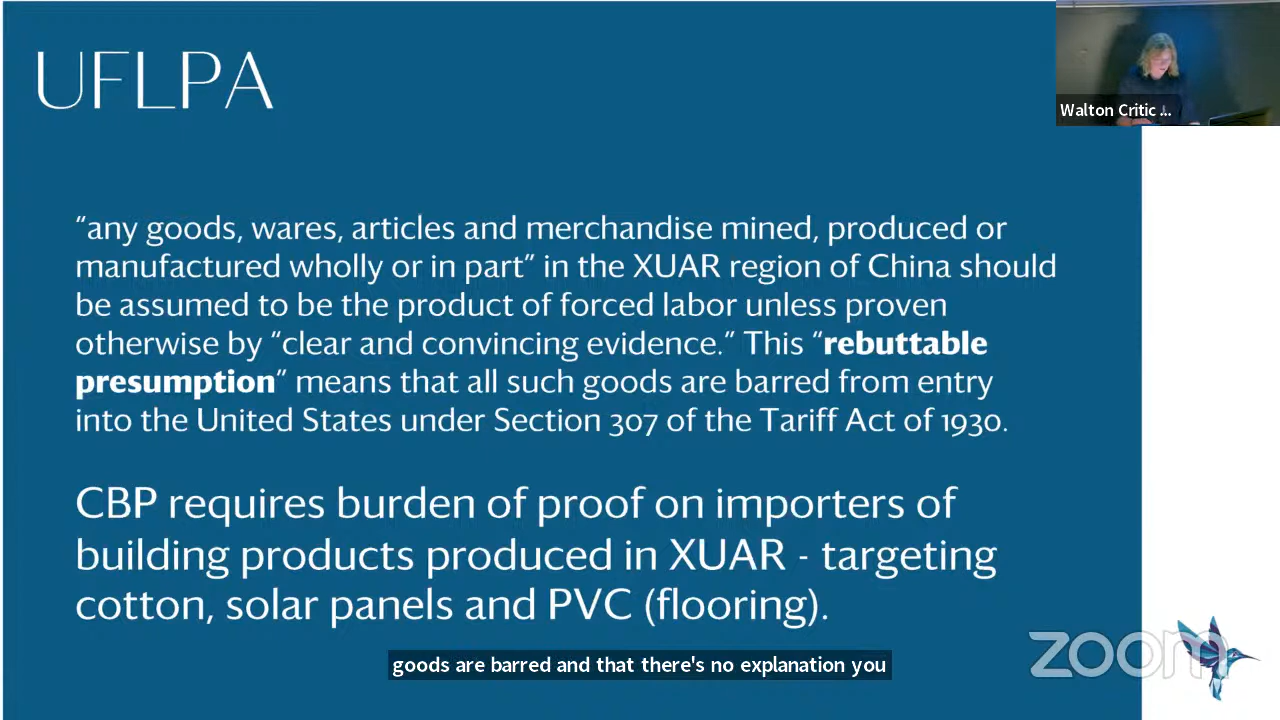 UFLPA
Walton Critic ...
“any goods, wares, articles and merchandise mined, produced or
manufactured wholly or in part” in the XUAR region of China should
be assumed to be the product of forced labor unless proven
otherwise by “clear and convincing evidence.” This “rebuttable
presumption” means that all such goods are barred from entry
into the United States under Section 307 of the Tariff Act of 1930.
CBP requires burden of proof on importers of
building products produced in XUAR - targeting
cotton, solar panels and PVC (flooring).
goods are barred and that there's no explanation you
zoom